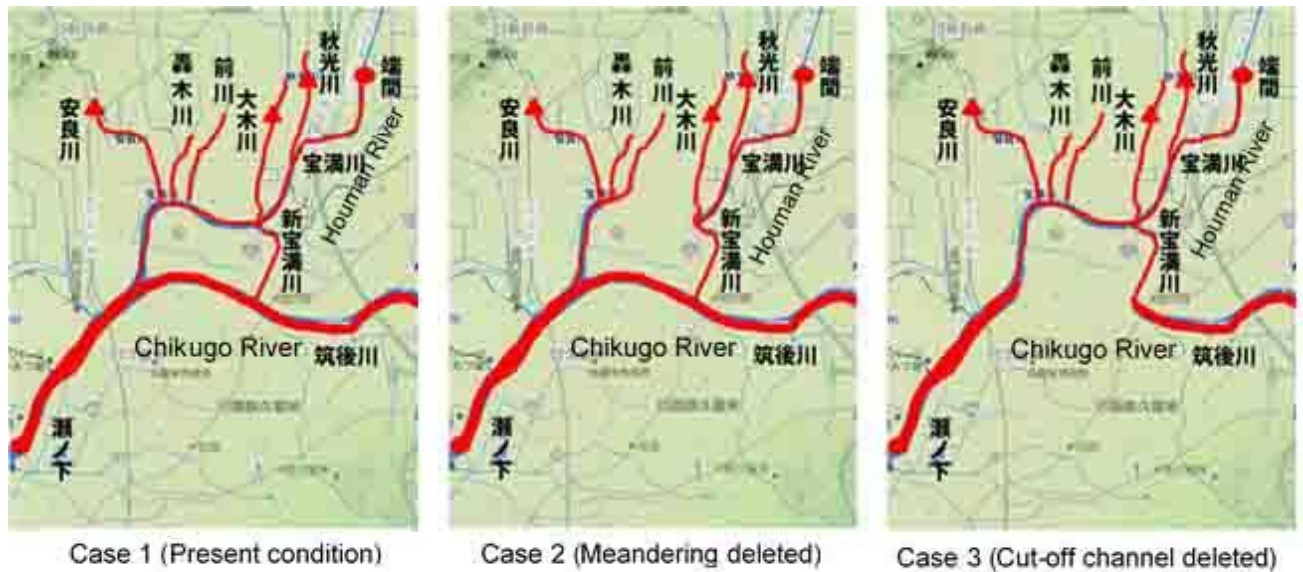 秋光川
端間
前川
轟木川
大木川
安良川
宝満川
Houman River
新宝満川
Chikugo River
筑後川
瀬ノ下
Case 1 (Present condition)
秋光川
端間
前川
轟木川
大木川
安良川
宝満川
Houman River
新宝満川
Chikugo River
筑後川
瀬ノ下
Case 2 (Meandering deleted)
秋光川
端間
前川
轟木川
大木川
安良川
宝満川
Houman River
新宝満川
Chikugo River
筑後川
瀬ノ下
Case 3 (Cut-off channel deleted)